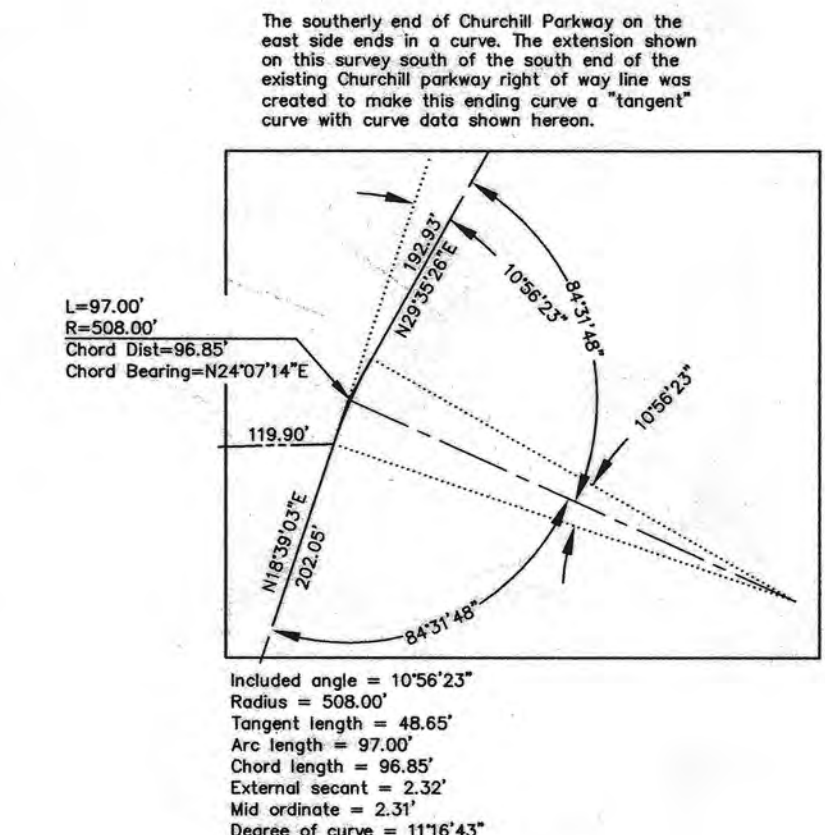 The southerly end of Churchill Parkway on the
east side ends in a curve. The extension shown
on this survey south of the south end of the
existing Churchill parkway right of way line was
created to make this ending curve a "tangent"
curve with curve data shown hereon.
192.93'
N29°35'26"E
10°56'23"
84°31'48"
L=97.00'
R=508.00'
Chord Dist=96.85'
Chord Bearing=N24°07'14"E
10°56'23"
119.90'
N18°39'03"E
202.05'
84°31'48"
Included angle = 10°56'23"
Radius = 508.00'
Tangent length = 48.65'
Arc length = 97.00'
Chord length = 96.85'
External secant = 2.32'
Mid ordinate = 2.31'
Degree of curve = 11°16'43"